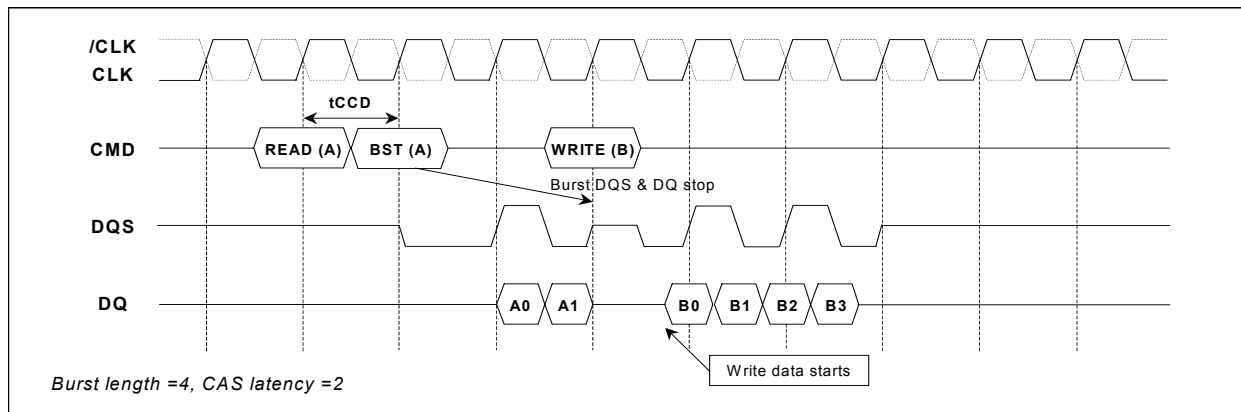 /CLK
CLK
tCCD
CMD
READ (A)
BST (A)
WRITE (B)
Burst DQS & DQ stop
DQS
DQ
A0
A1
B0
B1
B2
B3
Write data starts
Burst length =4, CAS latency =2